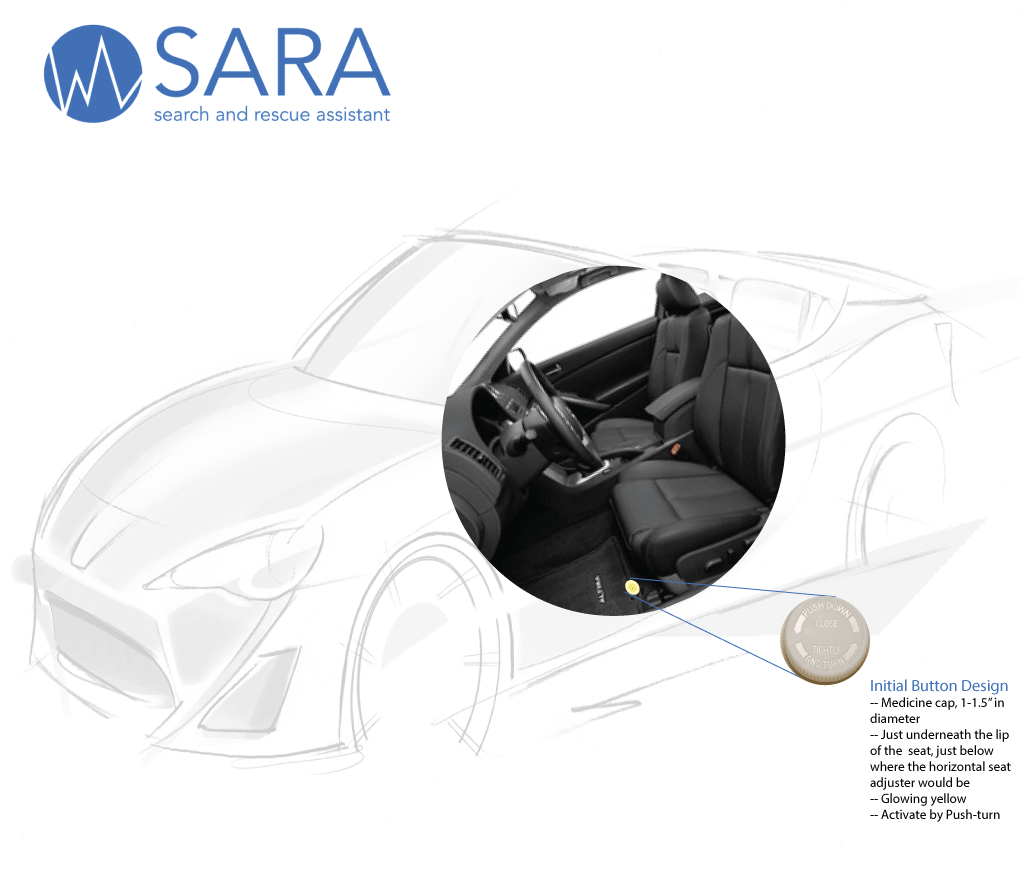 SARA
search and rescue assistant
ALTIMA
PUSH DOWN
CLOSE
TIGHTLY
AND TURN
Initial Button Design
-- Medicine cap, 1-1.5” in
diameter
-- Just underneath the lip
of the  seat, just below
where the horizontal seat
adjuster would be
-- Glowing yellow
-- Activate by Push-turn